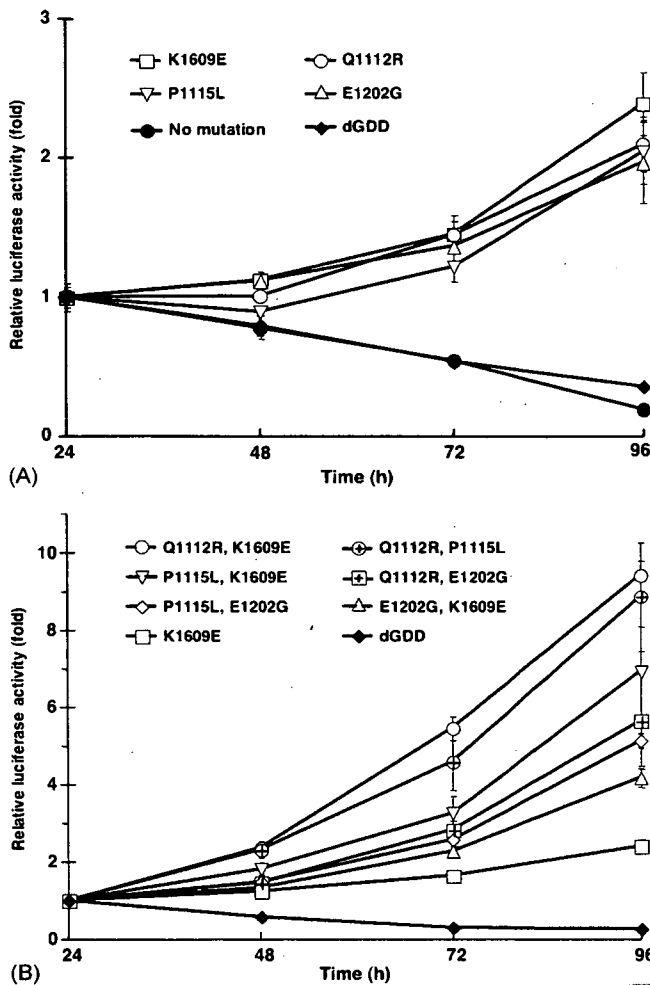 3
K1609E
Q1112R
P1115L
E1202G
No mutation
dGDD
2
1
0
Relative luciferase activity (fold)
24
48
72
96
Time (h)
(A)
Q1112R, K1609E
Q1112R, P1115L
P1115L, K1609E
Q1112R, E1202G
P1115L, E1202G
E1202G, K1609E
K1609E
dGDD
10
8
6
4
2
0
Relative luciferase activity (fold)
24
48
72
96
Time (h)
(B)